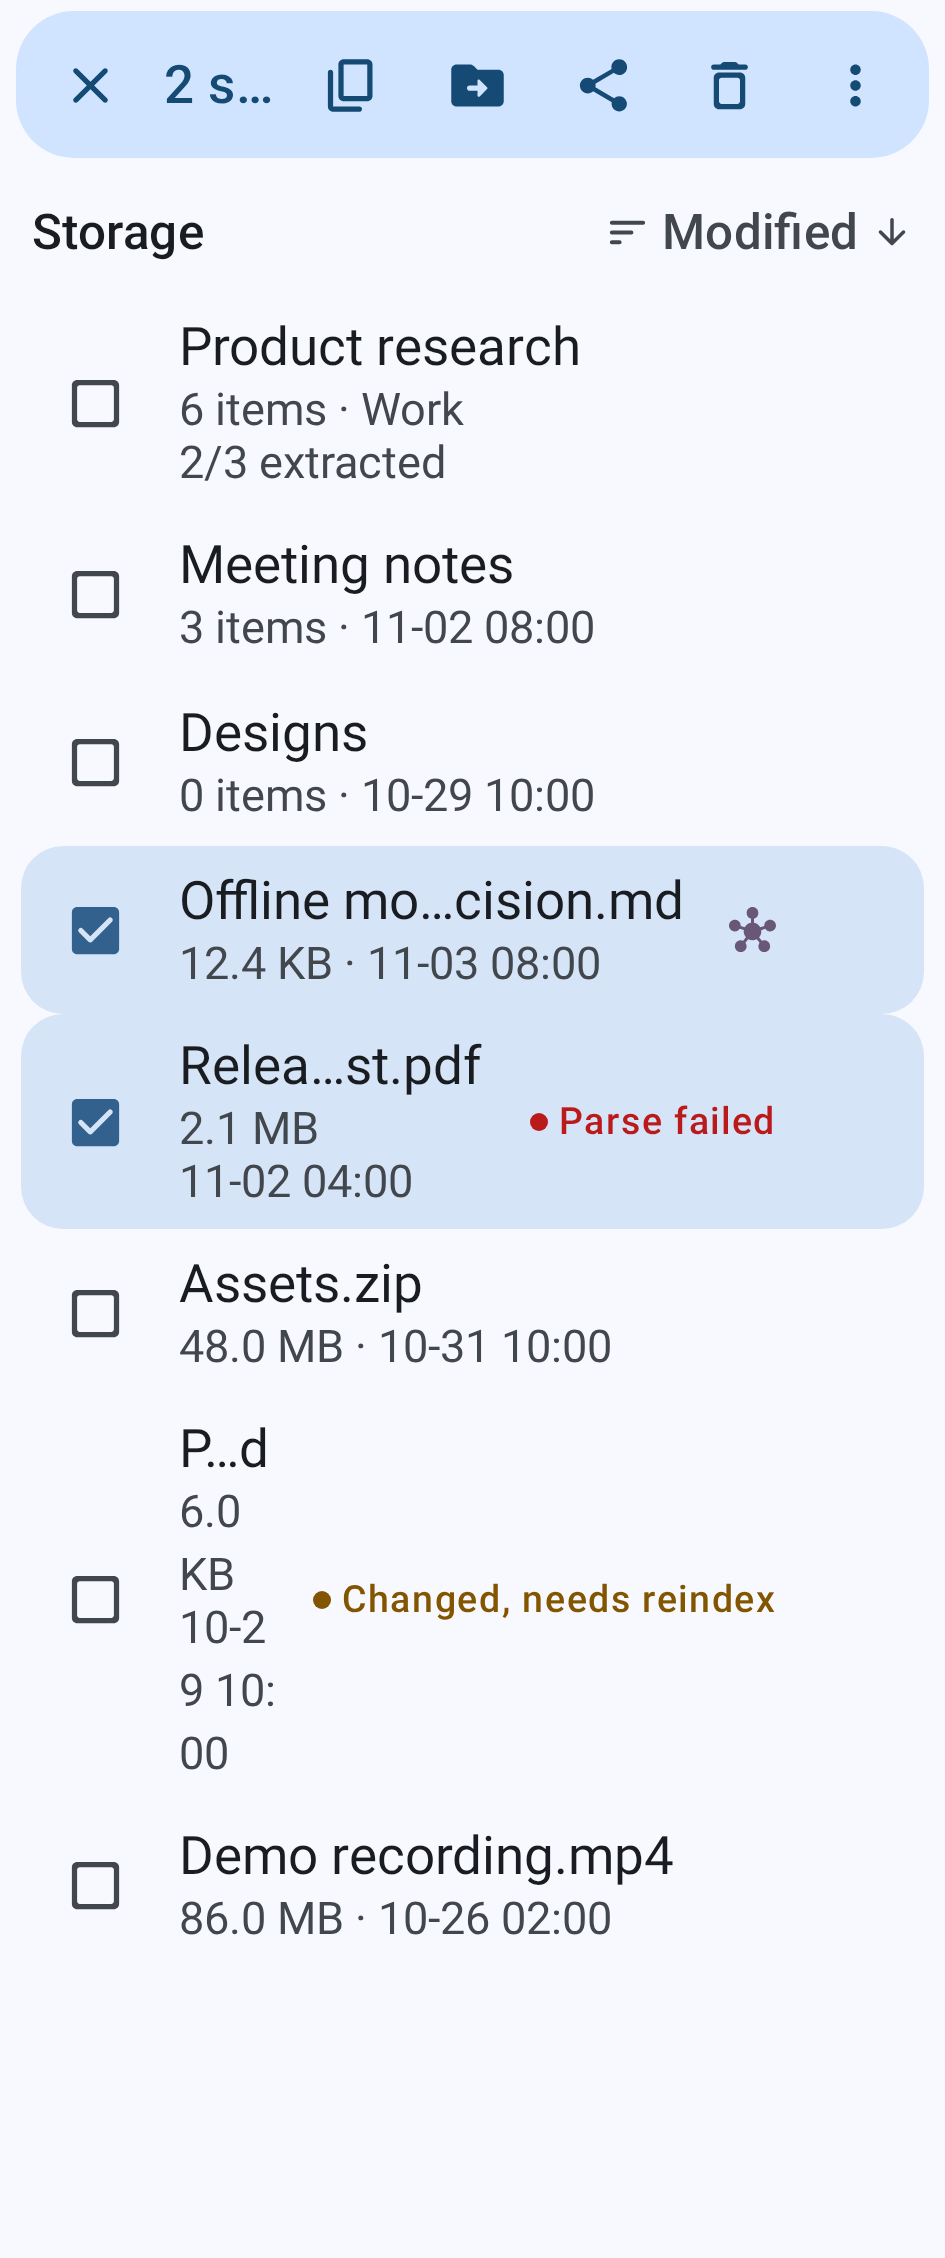 2 s...
Storage
Modified
Product research
6 items · Work
2/3 extracted
Meeting notes
3 items · 11-02 08:00
Designs
0 items · 10-29 10:00
Offline mo...cision.md
12.4 KB · 11-03 08:00
Relea...st.pdf
2.1 MB
11-02 04:00
Parse failed
Assets.zip
48.0 MB · 10-31 10:00
P...d
6.0
KB
10-2
9 10:
00
Changed, needs reindex
Demo recording.mp4
86.0 MB · 10-26 02:00